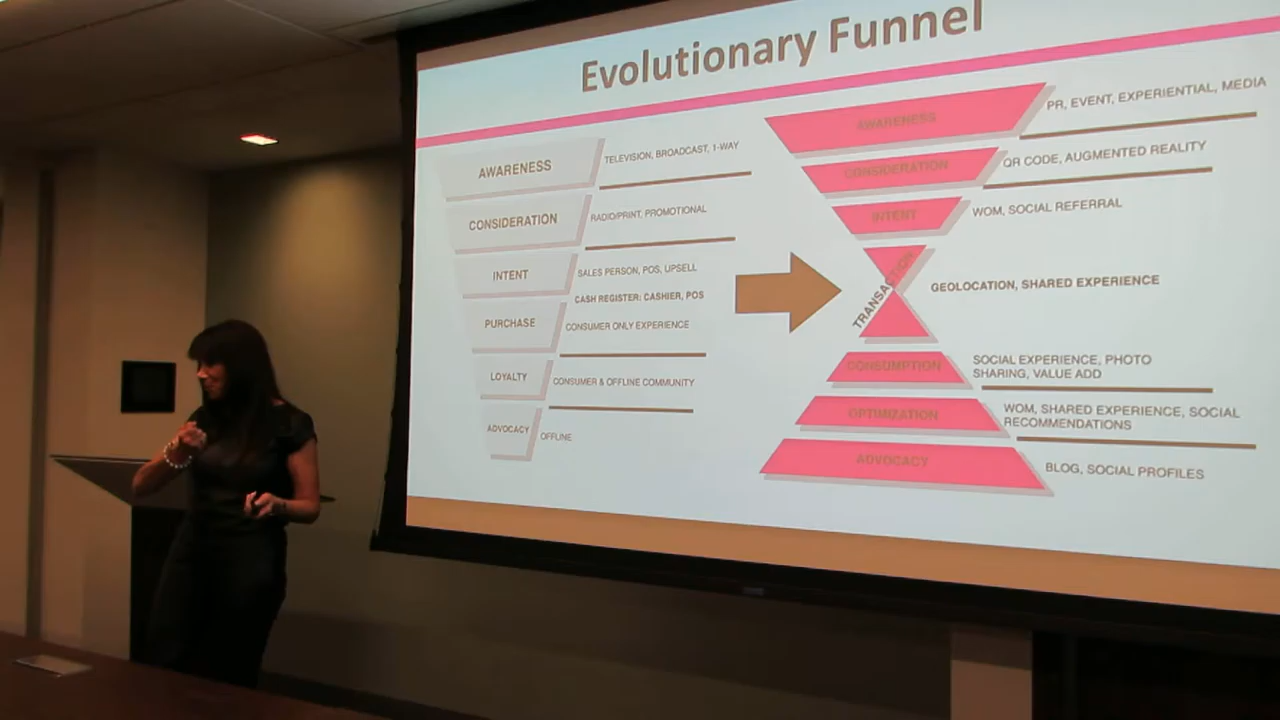 Evolutionary Funnel
AWARENESS
TELEVISION, BROADCAST, 1-WAY
CONSIDERATION
RADIO/PRINT, PROMOTIONAL
INTENT
SALES PERSON, POS, UPSELL
CASH REGISTER: CASHIER, POS
PURCHASE
CONSUMER ONLY EXPERIENCE
LOYALTY
CONSUMER & OFFLINE COMMUNITY
ADVOCACY
OFFLINE
AWARENESS
PR, EVENT, EXPERIENTIAL, MEDIA
CONSIDERATION
QR CODE, AUGMENTED REALITY
INTENT
WOM, SOCIAL REFERRAL
TRANSACTION
GEOLOCATION, SHARED EXPERIENCE
CONSUMPTION
SOCIAL EXPERIENCE, PHOTO
SHARING, VALUE ADD
OPTIMIZATION
WOM, SHARED EXPERIENCE, SOCIAL
RECOMMENDATIONS
ADVOCACY
BLOG, SOCIAL PROFILES